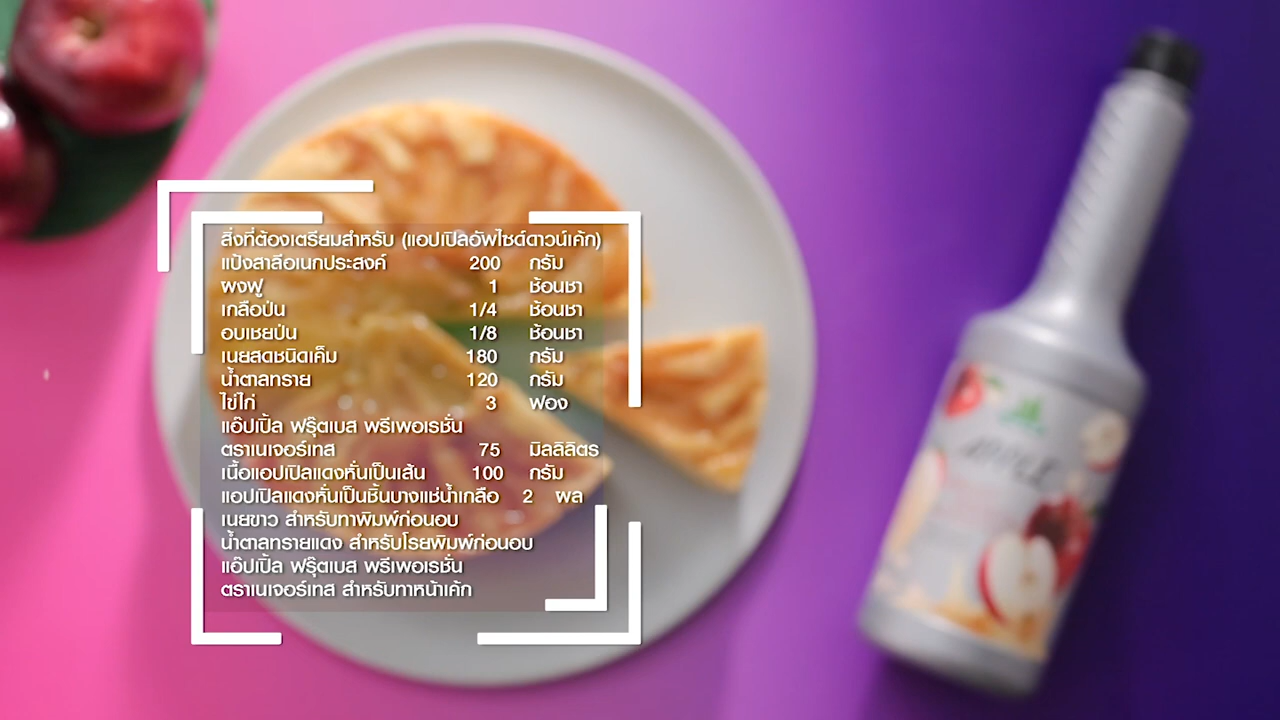 สิ่งที่ต้องเตรียมสำหรับ (แอปเปิลอัพไซด์ดาวน์เค้ก)
แป้งสาลีอเนกประสงค์ 200 กรัม
ผงฟู 1 ช้อนชา
เกลือป่น 1/4 ช้อนชา
อบเชยป่น 1/8 ช้อนชา
เนยสดชนิดเค็ม 180 กรัม
น้ำตาลทราย 120 กรัม
ไข่ไก่ 3 ฟอง
แอ๊ปเปิ้ล ฟรุ๊ตเบส พรีเพอเรชั่น
ตราเนเจอร์เทส 75 มิลลิลิตร
เนื้อแอปเปิลแดงหั่นเป็นเส้น 100 กรัม
แอปเปิลแดงหั่นเป็นชิ้นบางแช่น้ำเกลือ 2 ผล
เนยขาว สำหรับทาพิมพ์ก่อนอบ
น้ำตาลทรายแดง สำหรับโรยพิมพ์ก่อนอบ
แอ๊ปเปิ้ล ฟรุ๊ตเบส พรีเพอเรชั่น
ตราเนเจอร์เทส สำหรับทาหน้าเค้ก
APPLE